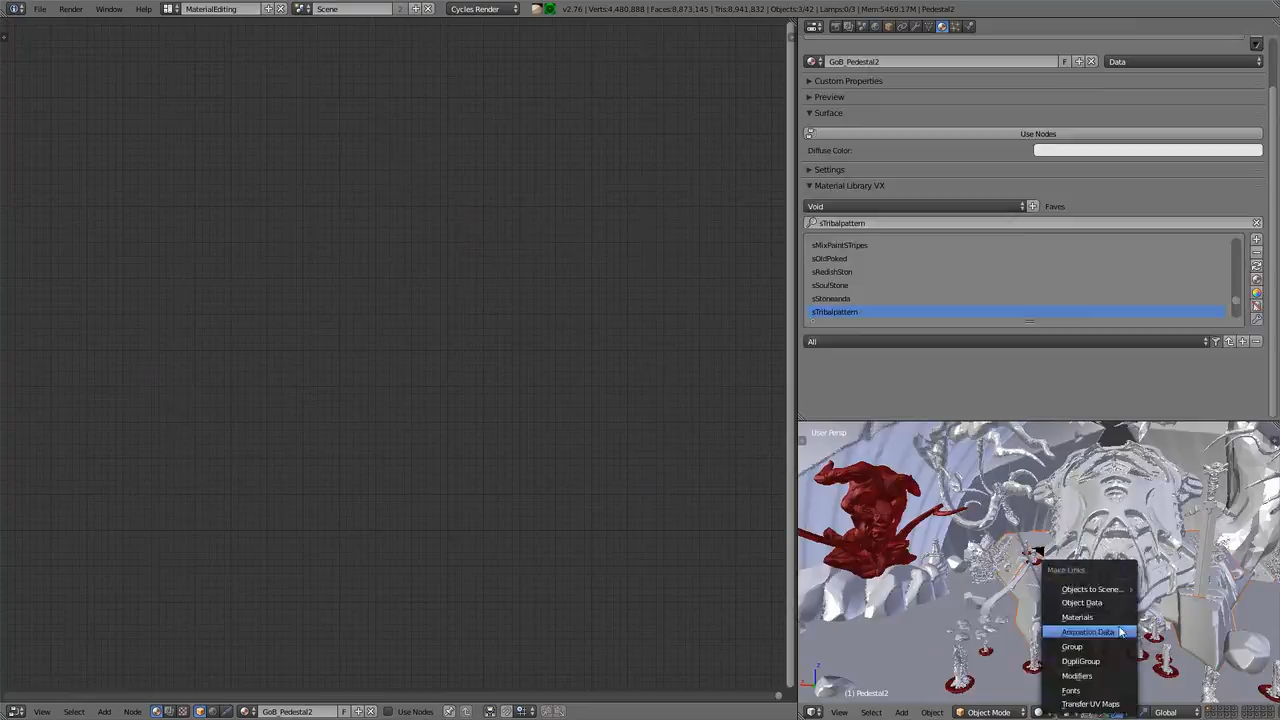 File Render Window Help MaterialEditing Scene 2 Cycles Render v2.76 | Verts:4,480,888 | Faces:8,873,145 | Tris:8,941,832 | Objects:3/42 | Lamps:0/3 | Mem:5469.17M | Pedestal2
GoB_Pedestal2 F Data
Custom Properties
Preview
Surface
Use Nodes
Diffuse Color:
Settings
Material Library VX
Void Faves
sTribalpattern
sMixPaintSTripes
sOldPoked
sRedishSton
sSoulStone
sStoneanda
sTribalpattern
All
User Persp
Make Links
Objects to Scene...
Object Data
Materials
Animation Data
Group
DupliGroup
Modifiers
Fonts
Transfer UV Maps
(1) Pedestal2
View Select Add Node GoB_Pedestal2 F Use Nodes
View Select Add Object Object Mode Global